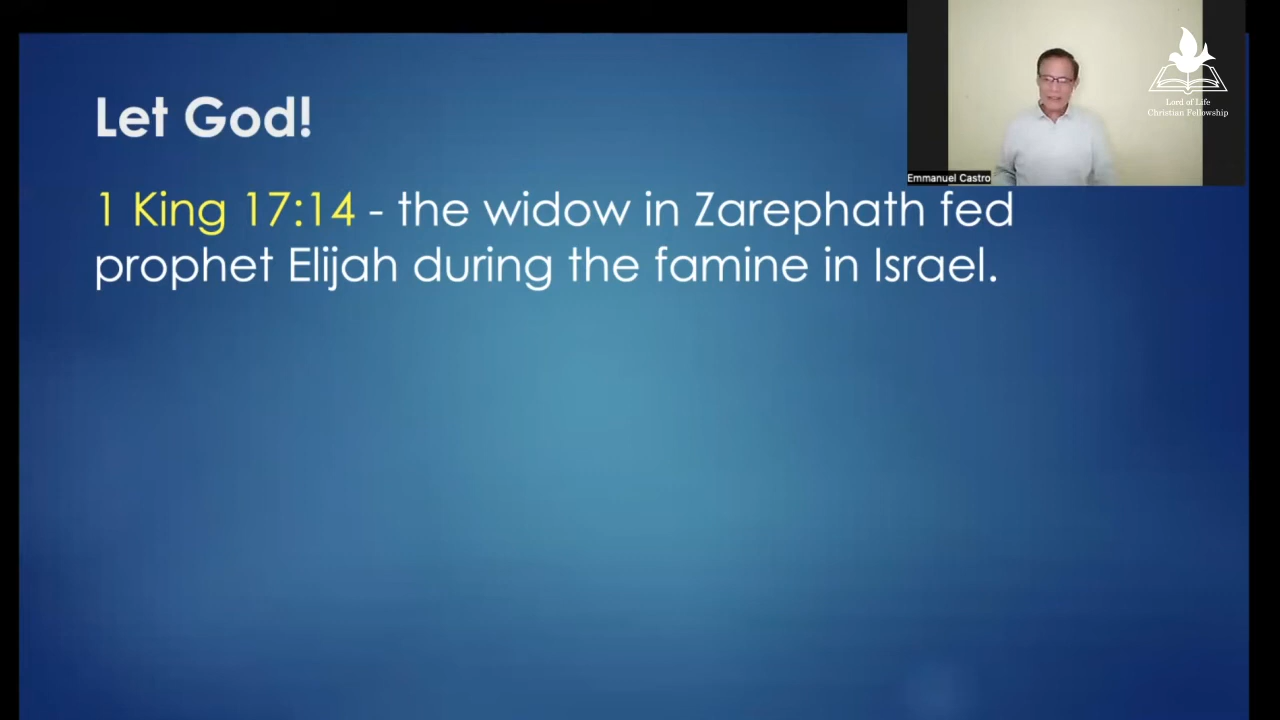 Let God!
1 King 17:14 - the widow in Zarephath fed
prophet Elijah during the famine in Israel.
Lord of Life
Christian Fellowship
Emmanuel Castro